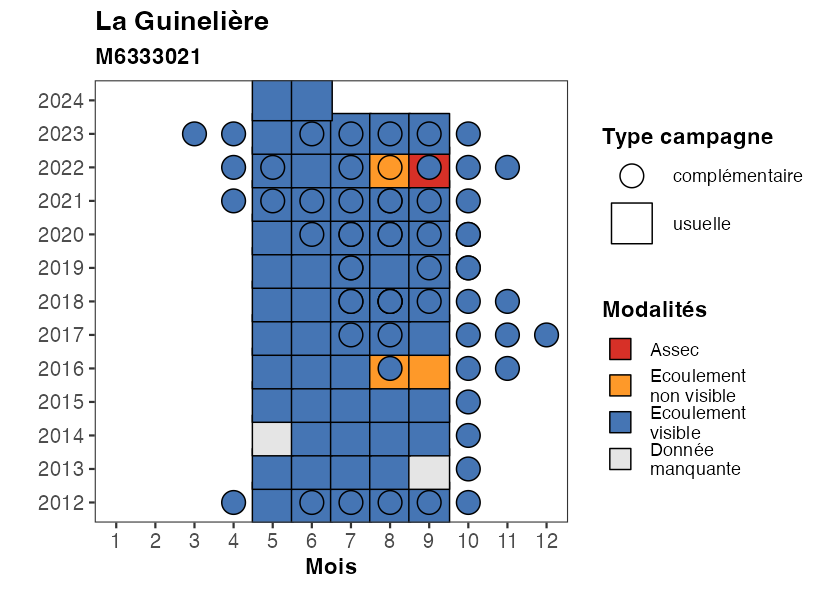 La Guinelière
M6333021
2024
2023
2022
2021
2020
2019
2018
2017
2016
2015
2014
2013
2012
1 2 3 4 5 6 7 8 9 10 11 12
Mois
Type campagne
complémentaire
usuelle
Modalités
Assec
Ecoulement
non visible
Ecoulement
visible
Donnée
manquante